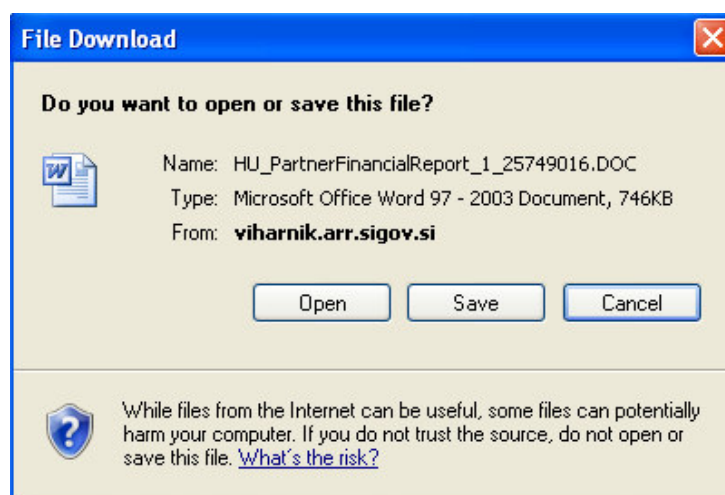 File Download
Do you want to open or save this file?
Name: HU_PartnerFinancialReport_1_25749016.DOC
Type: Microsoft Office Word 97 - 2003 Document, 746KB
From: viharnik.arr.sigov.si
Open Save Cancel
While files from the Internet can be useful, some files can potentially
harm your computer. If you do not trust the source, do not open or
save this file. What's the risk?